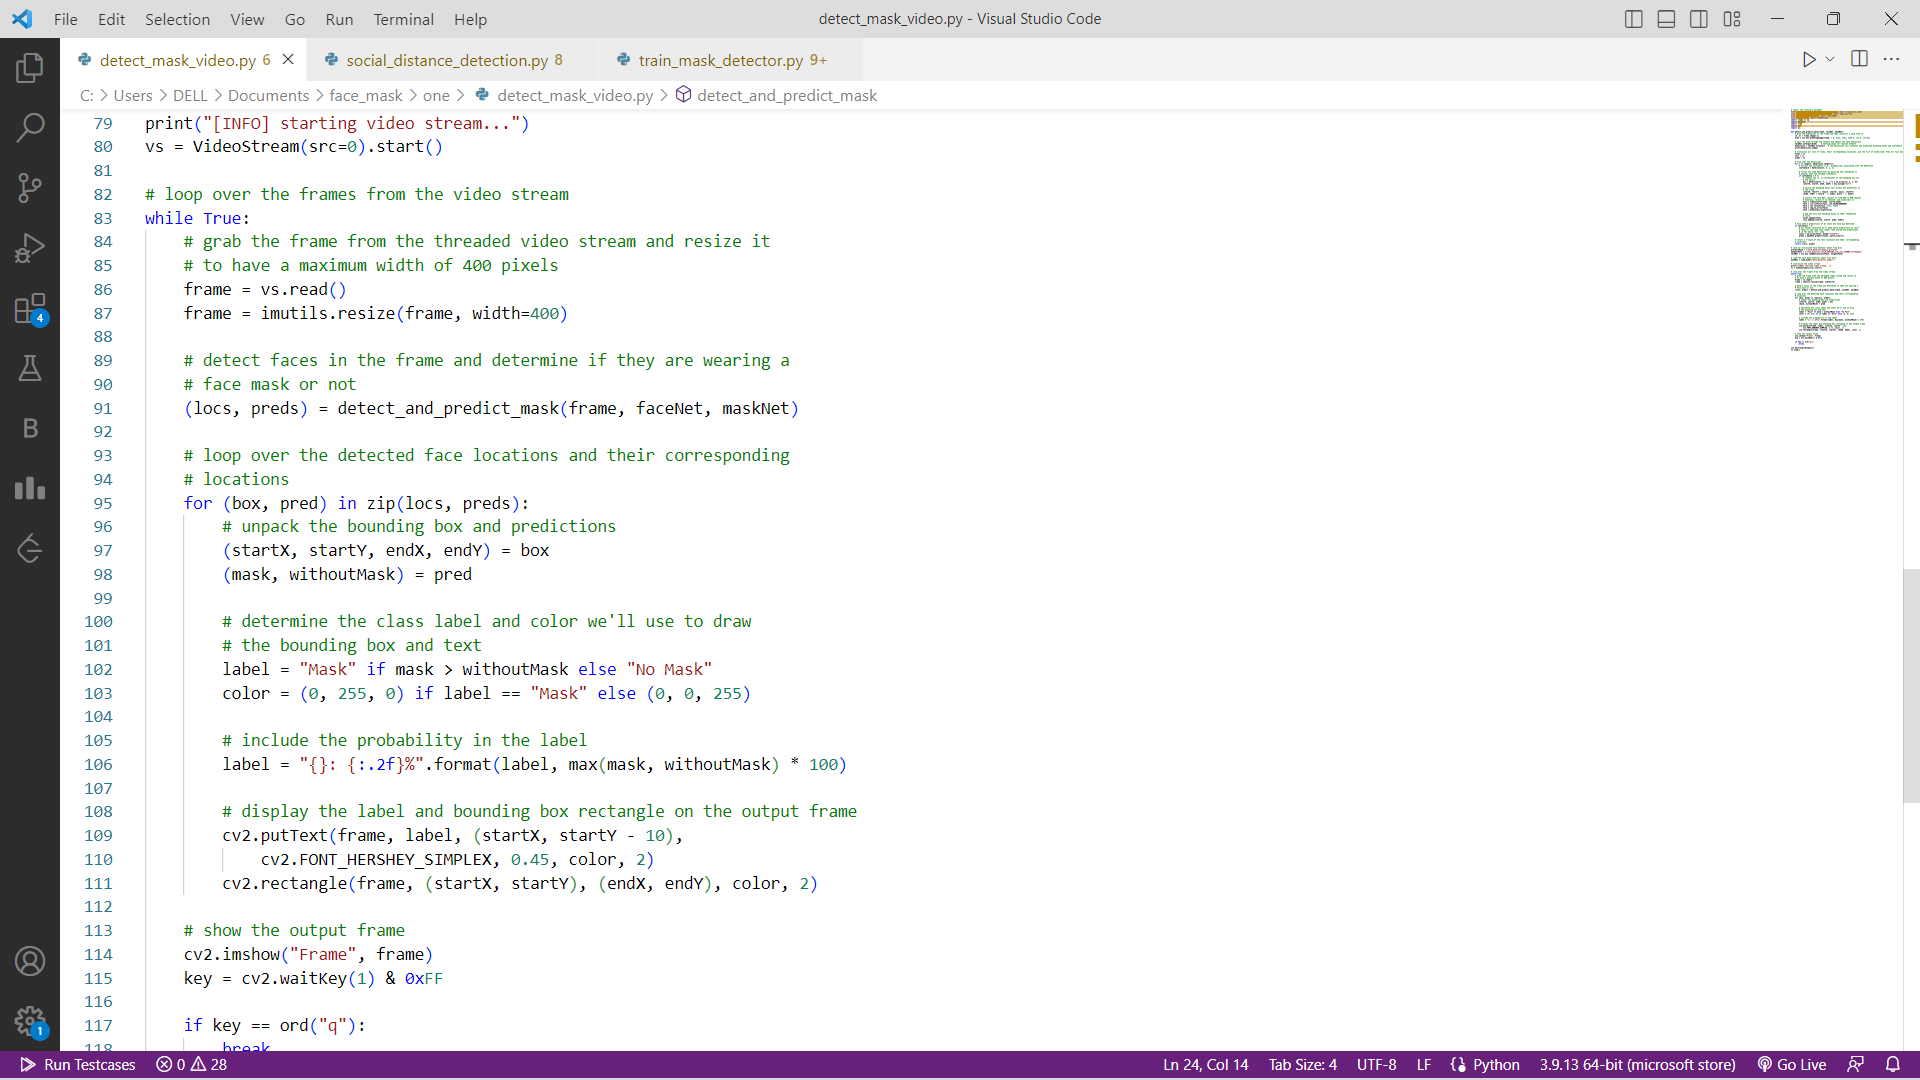 File Edit Selection View Go Run Terminal Help
detect_mask_video.py - Visual Studio Code
detect_mask_video.py 6
social_distance_detection.py 8
train_mask_detector.py 9+
C: > Users > DELL > Documents > face_mask > one > detect_mask_video.py > detect_and_predict_mask
79 print("[INFO] starting video stream...")
80 vs = VideoStream(src=0).start()
81
82 # loop over the frames from the video stream
83 while True:
84     # grab the frame from the threaded video stream and resize it
85     # to have a maximum width of 400 pixels
86     frame = vs.read()
87     frame = imutils.resize(frame, width=400)
88
89     # detect faces in the frame and determine if they are wearing a
90     # face mask or not
91     (locs, preds) = detect_and_predict_mask(frame, faceNet, maskNet)
92
93     # loop over the detected face locations and their corresponding
94     # locations
95     for (box, pred) in zip(locs, preds):
96         # unpack the bounding box and predictions
97         (startX, startY, endX, endY) = box
98         (mask, withoutMask) = pred
99
100         # determine the class label and color we'll use to draw
101         # the bounding box and text
102         label = "Mask" if mask > withoutMask else "No Mask"
103         color = (0, 255, 0) if label == "Mask" else (0, 0, 255)
104
105         # include the probability in the label
106         label = "{}: {:.2f}%".format(label, max(mask, withoutMask) * 100)
107
108         # display the label and bounding box rectangle on the output frame
109         cv2.putText(frame, label, (startX, startY - 10),
110             cv2.FONT_HERSHEY_SIMPLEX, 0.45, color, 2)
111         cv2.rectangle(frame, (startX, startY), (endX, endY), color, 2)
112
113     # show the output frame
114     cv2.imshow("Frame", frame)
115     key = cv2.waitKey(1) & 0xFF
116
117     if key == ord("q"):
118         break
4
B
1
Run Testcases 0 28 Ln 24, Col 14 Tab Size: 4 UTF-8 LF Python 3.9.13 64-bit (microsoft store) Go Live